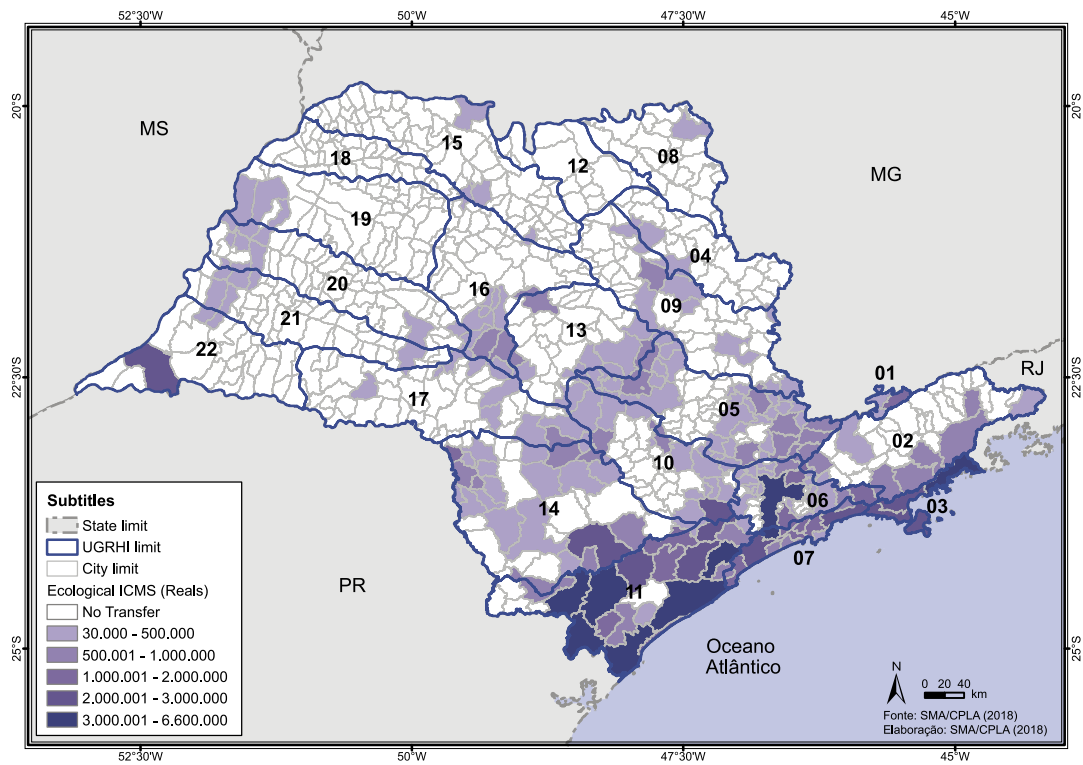 52°30'W 50°W 47°30'W 45°W
20°S 20°S
MS
MG
15
12
08
18
19
04
20
16
09
21
13
22
22°30'S 22°30'S
RJ
01
17
05
02
10
14
06
03
07
11
PR
25°S 25°S
Oceano
Atlântico
Subtitles
State limit
UGRHI limit
City limit
Ecological ICMS (Reals)
No Transfer
30.000 - 500.000
500.001 - 1.000.000
1.000.001 - 2.000.000
2.000.001 - 3.000.000
3.000.001 - 6.600.000
N
0 20 40
km
Fonte: SMA/CPLA (2018)
Elaboração: SMA/CPLA (2018)
52°30'W 50°W 47°30'W 45°W